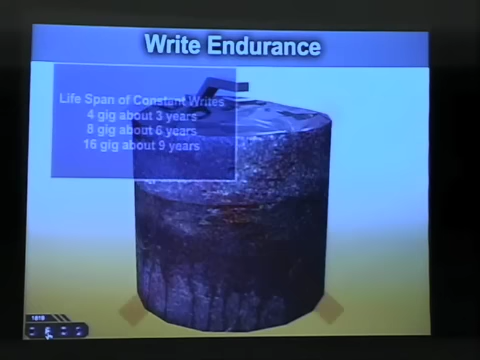 Write Endurance
Life Span of Constant Writes
4 gig about 3 years
8 gig about 6 years
16 gig about 9 years